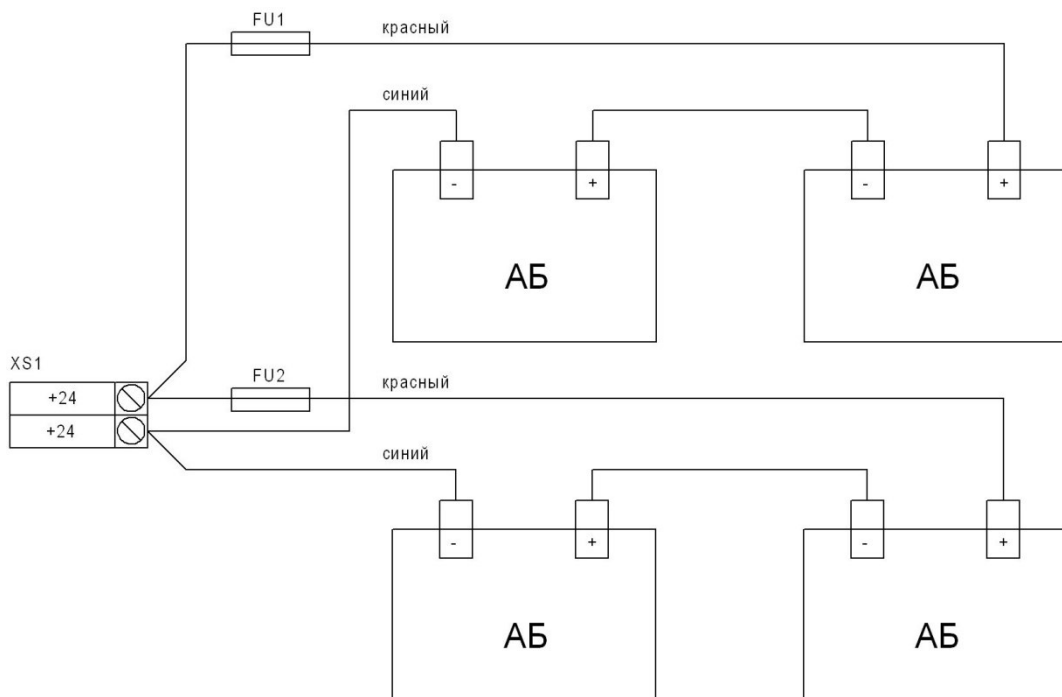 FU1
красный
синий
- + - +
АБ АБ
XS1
+24
+24
FU2
красный
синий
- + - +
АБ АБ